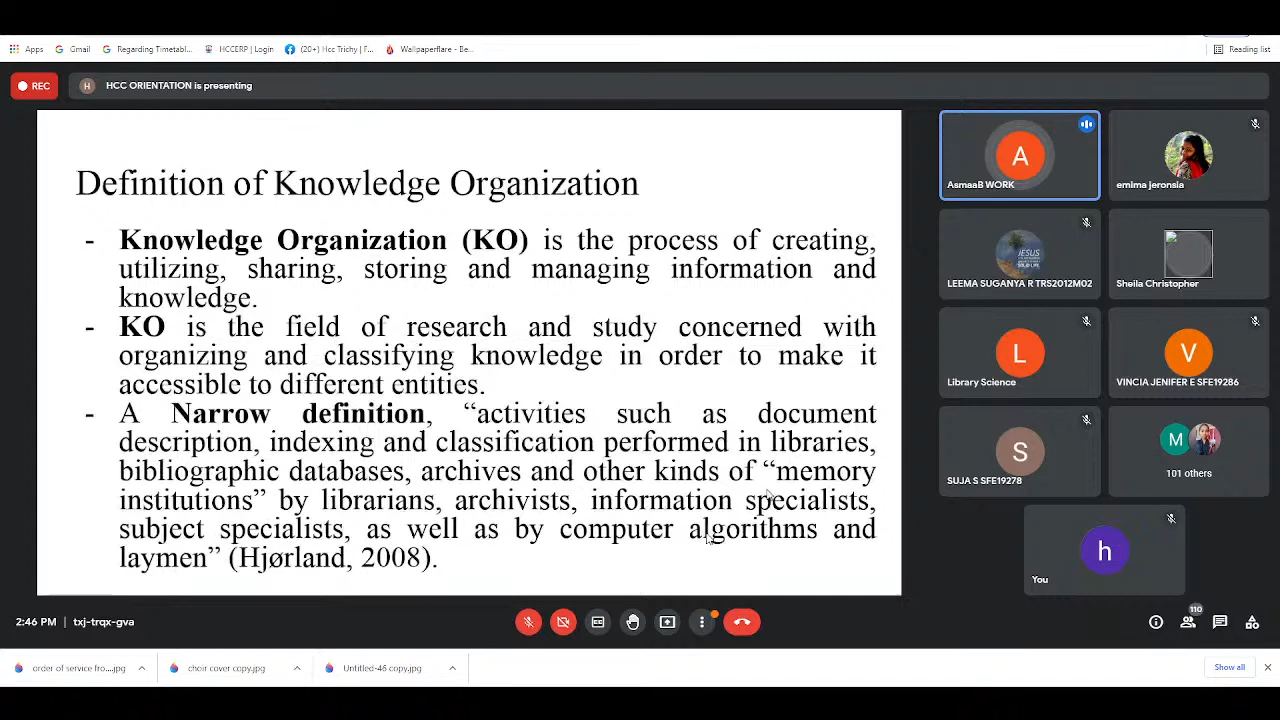 Apps
Gmail
Regarding Timetabl...
HCCERP | Login
(20+) Hcc Trichy | F...
Wallpaperflare - Be...
Reading list
REC
H
HCC ORIENTATION is presenting
Definition of Knowledge Organization
- Knowledge Organization (KO) is the process of creating,
utilizing, sharing, storing and managing information and
knowledge.
- KO is the field of research and study concerned with
organizing and classifying knowledge in order to make it
accessible to different entities.
- A Narrow definition, “activities such as document
description, indexing and classification performed in libraries,
bibliographic databases, archives and other kinds of “memory
institutions” by librarians, archivists, information specialists,
subject specialists, as well as by computer algorithms and
laymen” (Hjørland, 2008).
A
AsmaaB WORK
emima jeronsia
JESUS
LEEMA SUGANYA R TRS2012M02
Sheila Christopher
L
Library Science
V
VINCIA JENIFER E SFE19286
S
SUJA S SFE19278
M
101 others
h
You
2:46 PM | txj-trqx-gva
110
order of service fro....jpg
choir cover copy.jpg
Untitled-46 copy.jpg
Show all